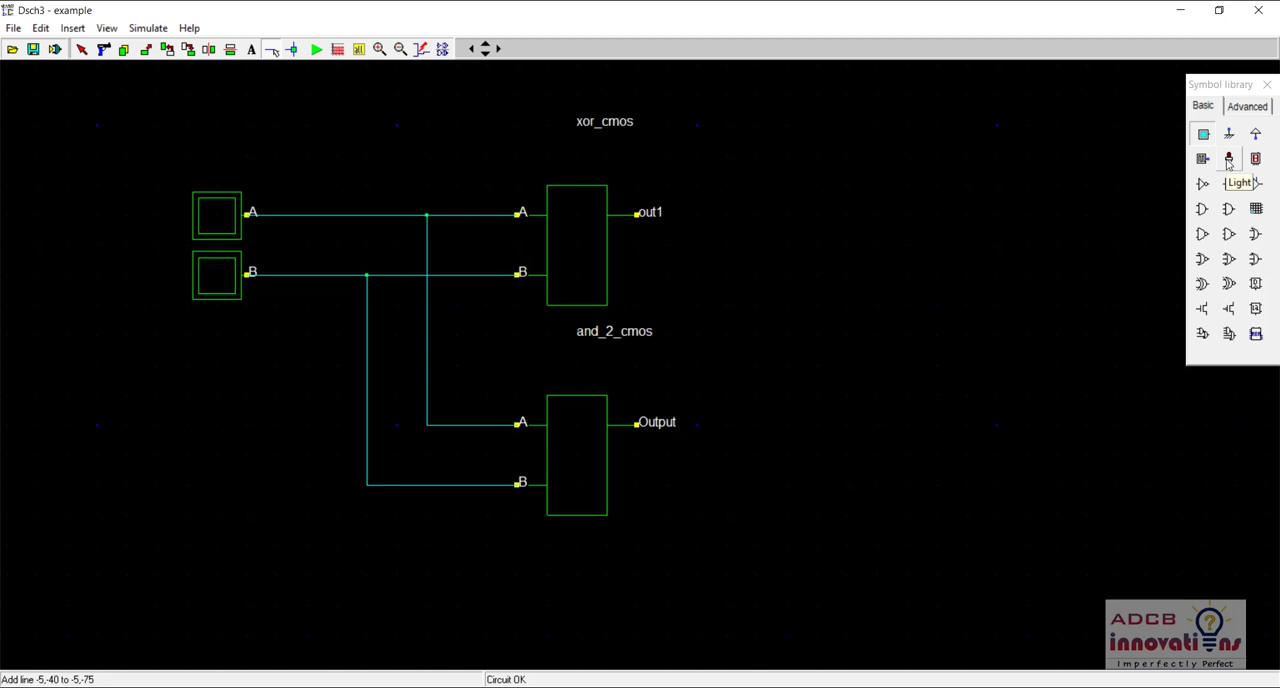 Dsch3 - example
File Edit Insert View Simulate Help
A
Symbol library
Basic Advanced
Light
xor_cmos
A A out1
B B
and_2_cmos
A Output
B
ADCB
innovati?ns
Imperfectly Perfect
Add line -5,-40 to -5,-75 Circuit OK